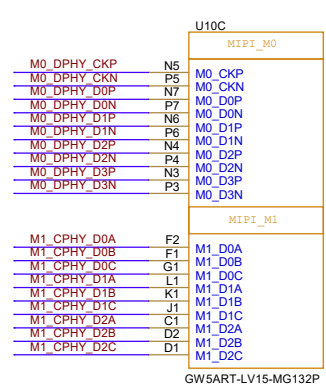 U10C
MIPI_M0
M0_DPHY_CKP N5 M0_CKP
M0_DPHY_CKN P5 M0_CKN
M0_DPHY_D0P N7 M0_D0P
M0_DPHY_D0N P7 M0_D0N
M0_DPHY_D1P N6 M0_D1P
M0_DPHY_D1N P6 M0_D1N
M0_DPHY_D2P N4 M0_D2P
M0_DPHY_D2N P4 M0_D2N
M0_DPHY_D3P N3 M0_D3P
M0_DPHY_D3N P3 M0_D3N
MIPI_M1
M1_CPHY_D0A F2 M1_D0A
M1_CPHY_D0B F1 M1_D0B
M1_CPHY_D0C G1 M1_D0C
M1_CPHY_D1A L1 M1_D1A
M1_CPHY_D1B K1 M1_D1B
M1_CPHY_D1C J1 M1_D1C
M1_CPHY_D2A C1 M1_D2A
M1_CPHY_D2B D2 M1_D2B
M1_CPHY_D2C D1 M1_D2C
GW5ART-LV15-MG132P